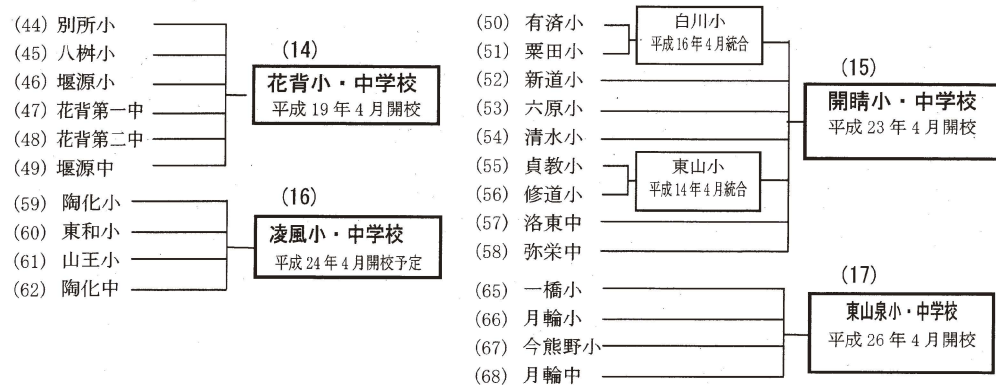 (44) 別所小
(45) 八桝小
(46) 堰源小
(47) 花背第一中
(48) 花背第二中
(49) 堰源中
(14)
花背小・中学校
平成19年4月開校
(59) 陶化小
(60) 東和小
(61) 山王小
(62) 陶化中
(16)
凌風小・中学校
平成24年4月開校予定
(50) 有済小
(51) 粟田小
白川小
平成16年4月統合
(52) 新道小
(53) 六原小
(54) 清水小
(55) 貞教小
(56) 修道小
東山小
平成14年4月統合
(57) 洛東中
(58) 弥栄中
(15)
開睛小・中学校
平成23年4月開校
(65) 一橋小
(66) 月輪小
(67) 今熊野小
(68) 月輪中
(17)
東山泉小・中学校
平成26年4月開校